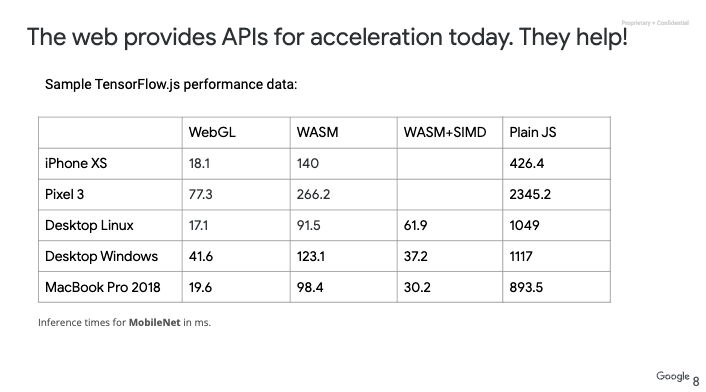 Proprietary + Confidential
The web provides APIs for acceleration today. They help!
Sample TensorFlow.js performance data:
WebGL WASM WASM+SIMD Plain JS
iPhone XS 18.1 140 426.4
Pixel 3 77.3 266.2 2345.2
Desktop Linux 17.1 91.5 61.9 1049
Desktop Windows 41.6 123.1 37.2 1117
MacBook Pro 2018 19.6 98.4 30.2 893.5
Inference times for MobileNet in ms.
Google 8